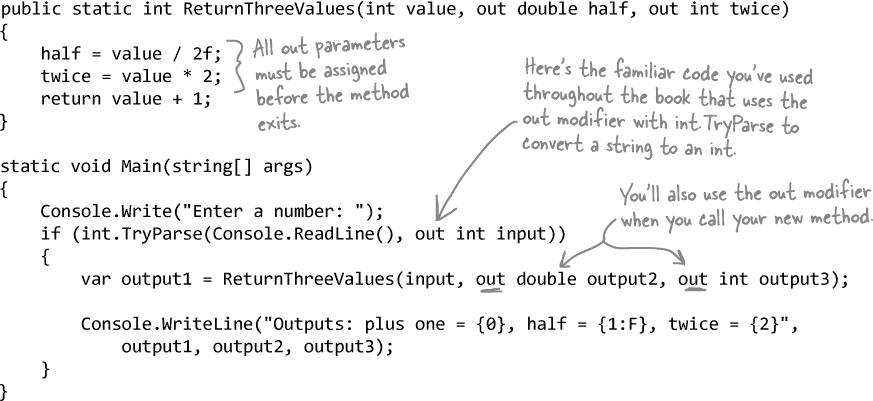 public static int ReturnThreeValues(int value, out double half, out int twice)
{
    half = value / 2f;
    twice = value * 2;
    return value + 1;
}
All out parameters
must be assigned
before the method
exits.
Here's the familiar code you've used
throughout the book that uses the
out modifier with int.TryParse to
convert a string to an int.
static void Main(string[] args)
{
    Console.Write("Enter a number: ");
    if (int.TryParse(Console.ReadLine(), out int input))
    {
You'll also use the out modifier
when you call your new method.
        var output1 = ReturnThreeValues(input, out double output2, out int output3);
        Console.WriteLine("Outputs: plus one = {0}, half = {1:F}, twice = {2}",
            output1, output2, output3);
    }
}